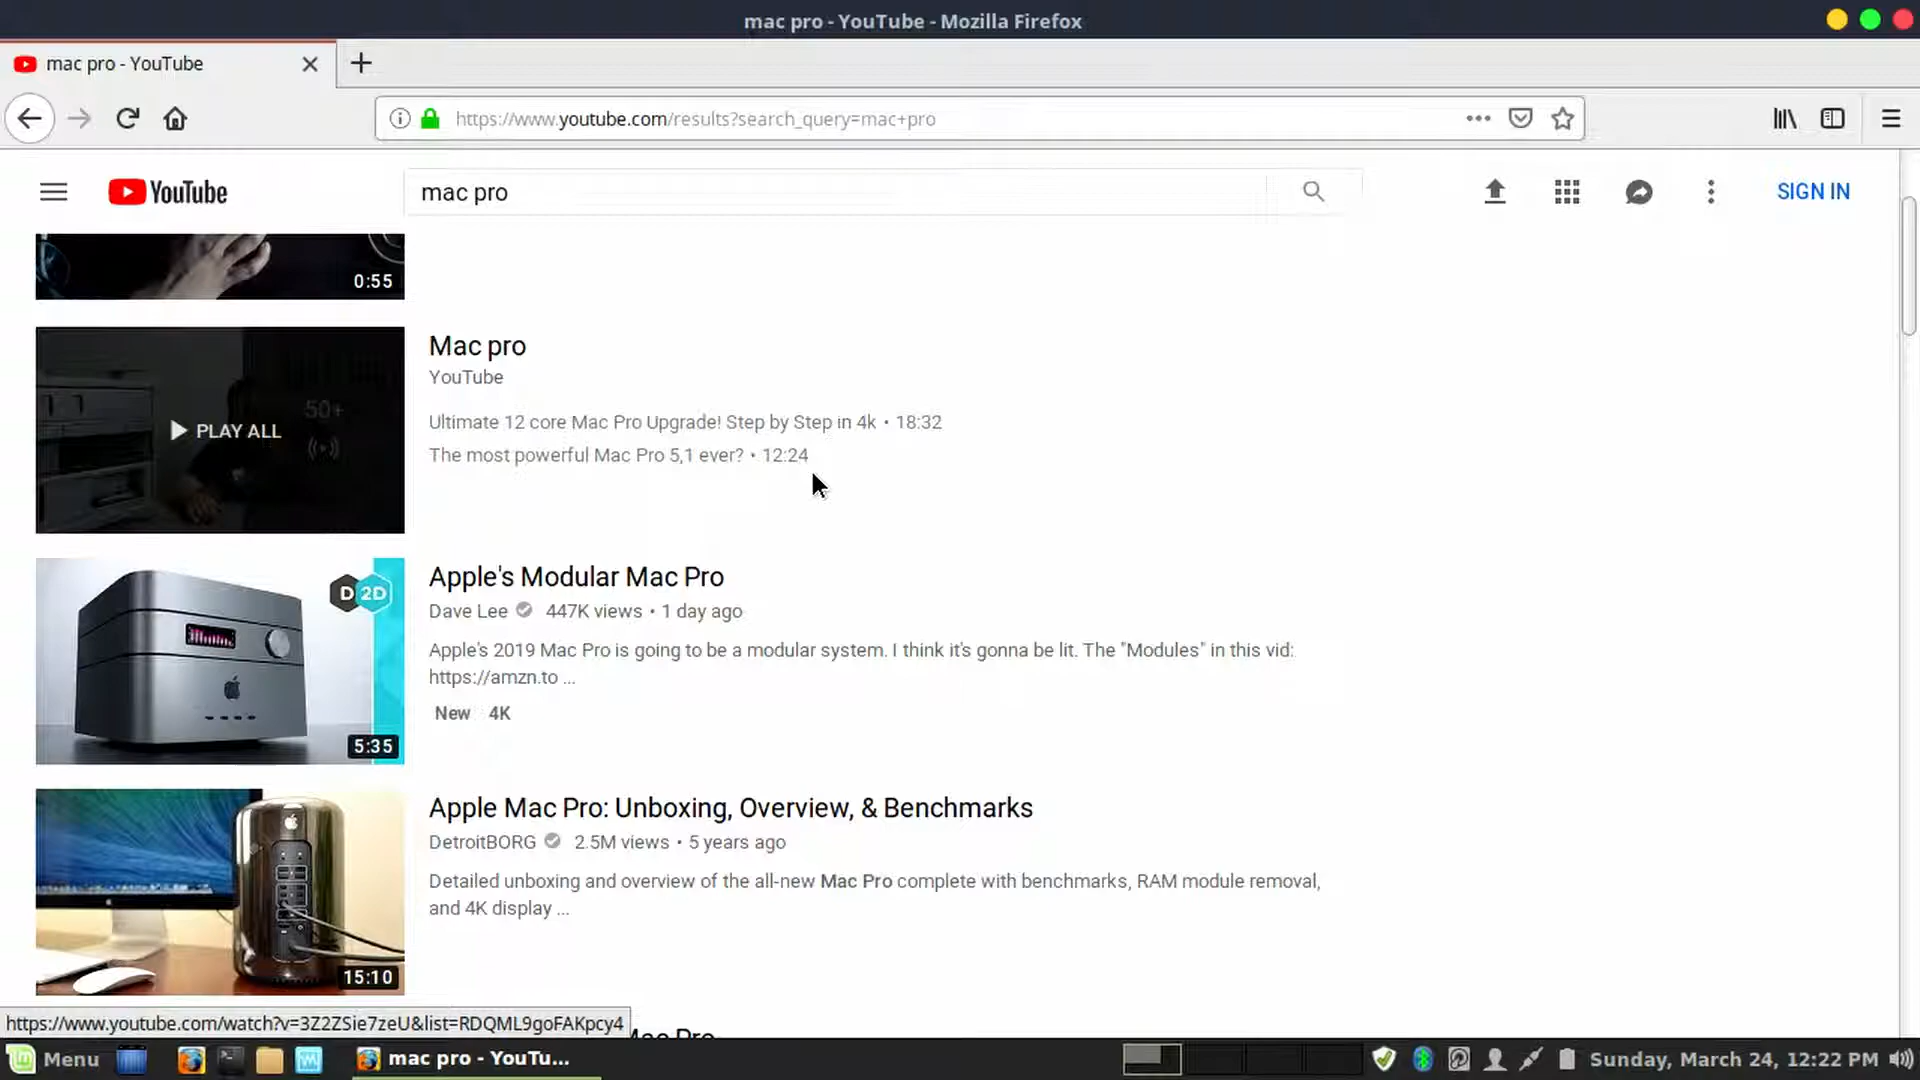 mac pro - YouTube - Mozilla Firefox
mac pro - YouTube
https://www.youtube.com/results?search_query=mac+pro
YouTube
mac pro
SIGN IN
0:55
50+
PLAY ALL
Mac pro
YouTube
Ultimate 12 core Mac Pro Upgrade! Step by Step in 4k • 18:32
The most powerful Mac Pro 5,1 ever? • 12:24
D 2D
5:35
Apple's Modular Mac Pro
Dave Lee 447K views • 1 day ago
Apple's 2019 Mac Pro is going to be a modular system. I think it's gonna be lit. The "Modules" in this vid:
https://amzn.to ...
New 4K
15:10
Apple Mac Pro: Unboxing, Overview, & Benchmarks
DetroitBORG 2.5M views • 5 years ago
Detailed unboxing and overview of the all-new Mac Pro complete with benchmarks, RAM module removal,
and 4K display ...
https://www.youtube.com/watch?v=3Z2ZSie7zeU&list=RDQML9goFAKpcy4
Mac Pro
Menu
mac pro - YouTu...
Sunday, March 24, 12:22 PM